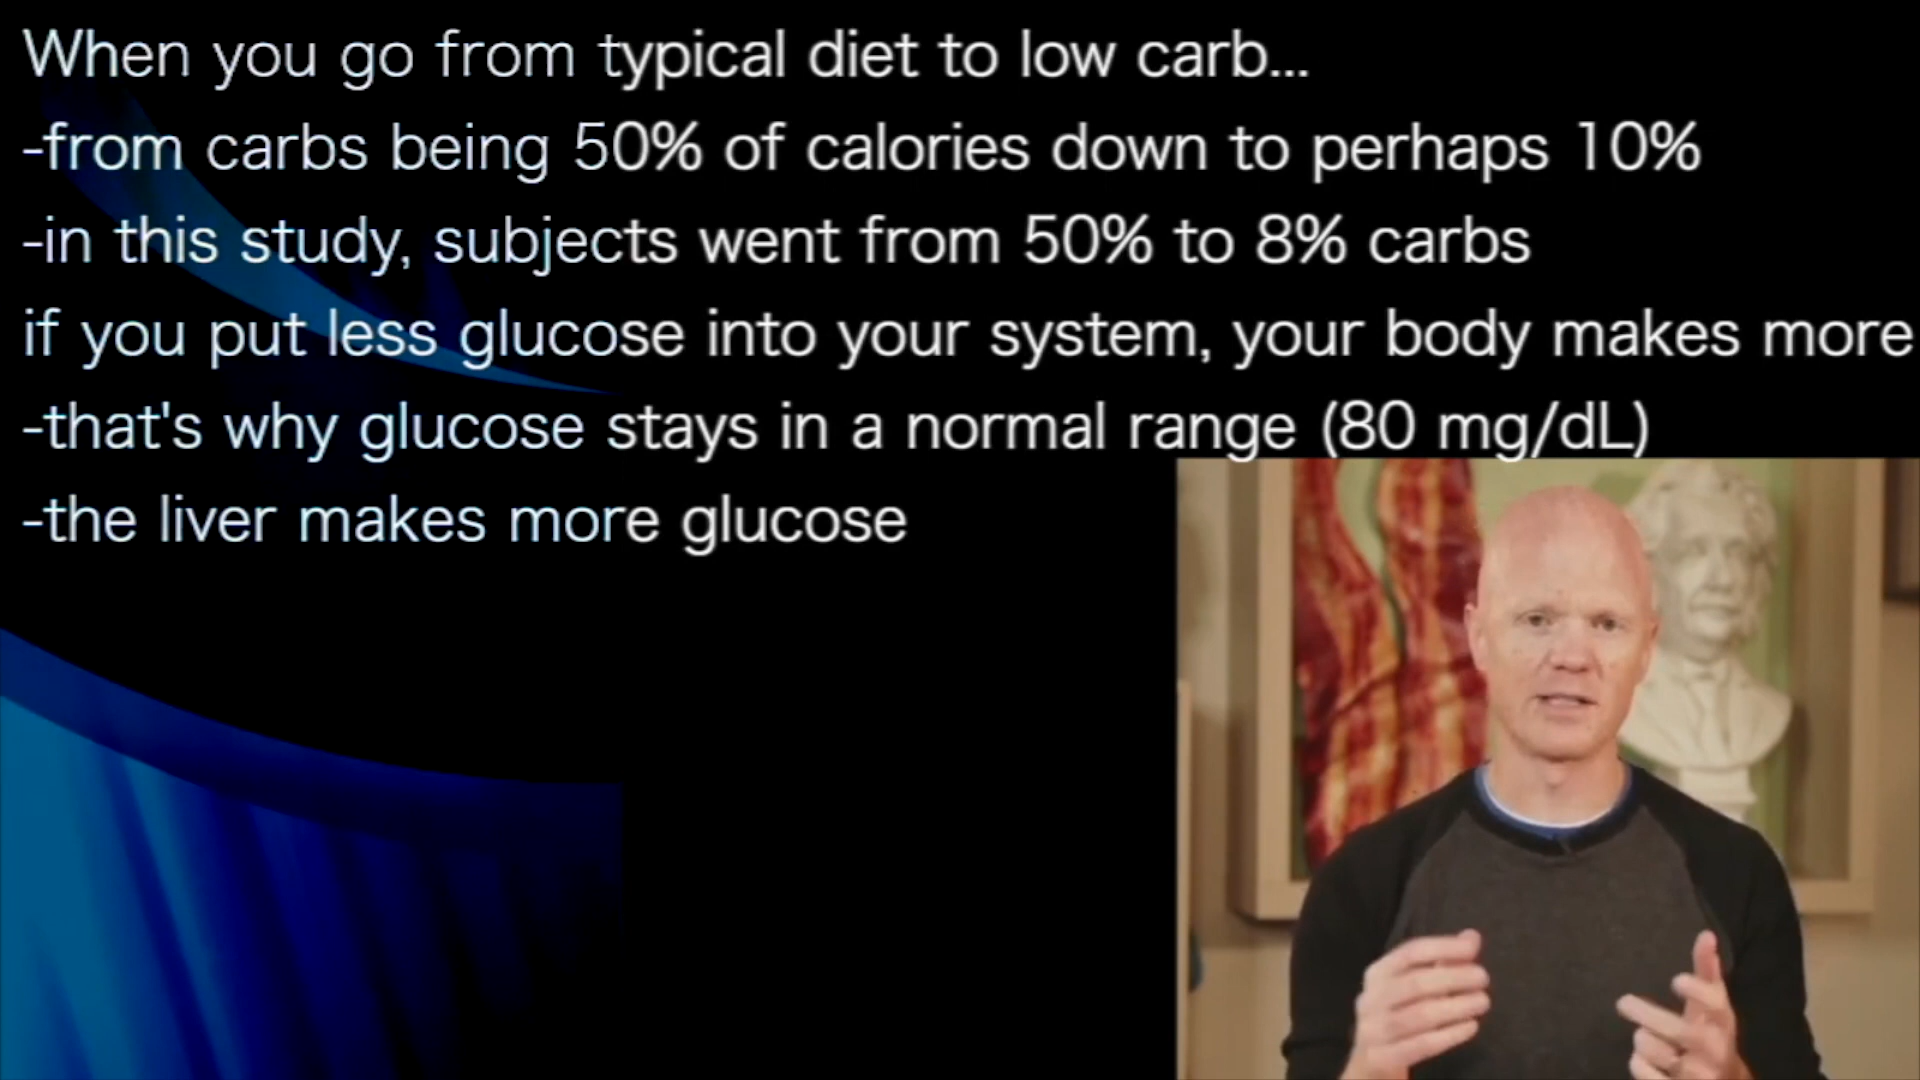 When you go from typical diet to low carb...
-from carbs being 50% of calories down to perhaps 10%
-in this study, subjects went from 50% to 8% carbs
if you put less glucose into your system, your body makes more
-that's why glucose stays in a normal range (80 mg/dL)
-the liver makes more glucose